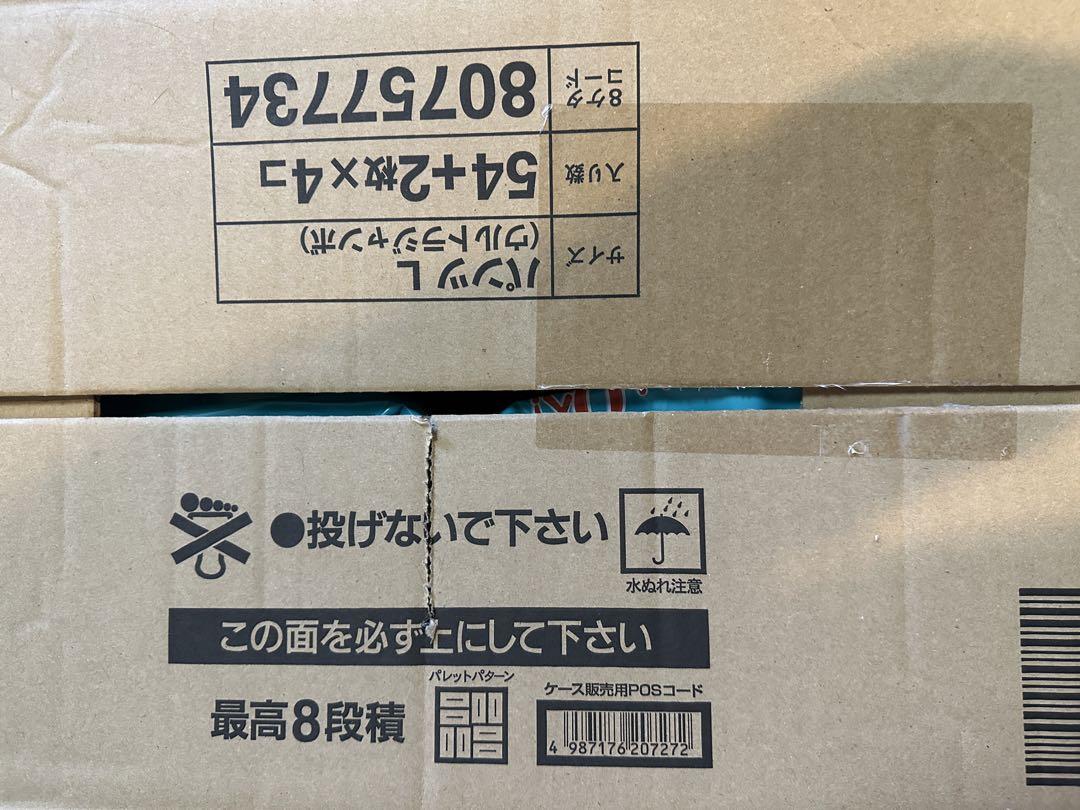 サイズ パンツL
(ウルトラジャンボ)
入り数 54+2枚×4コ
8ケタ
コード 80757734
●投げないで下さい
水ぬれ注意
この面を必ず上にして下さい
最高8段積
パレットパターン
ケース販売用POSコード
4 987176 207272